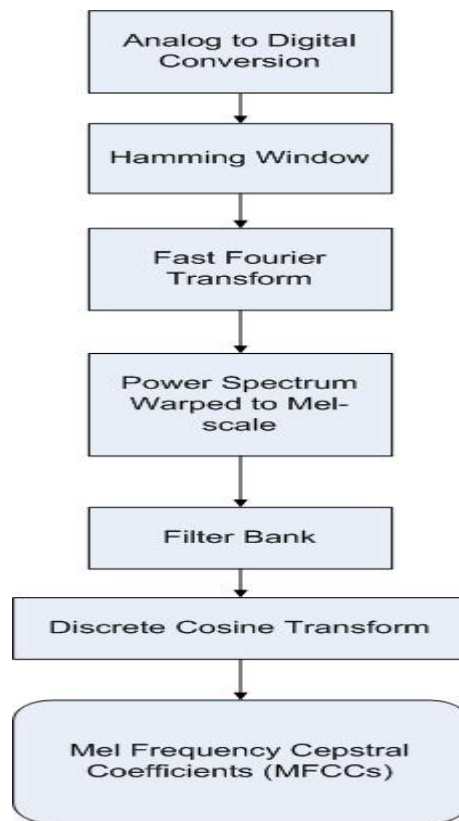 Analog to Digital
Conversion
Hamming Window
Fast Fourier
Transform
Power Spectrum
Warped to Mel-
scale
Filter Bank
Discrete Cosine Transform
Mel Frequency Cepstral
Coefficients (MFCCs)